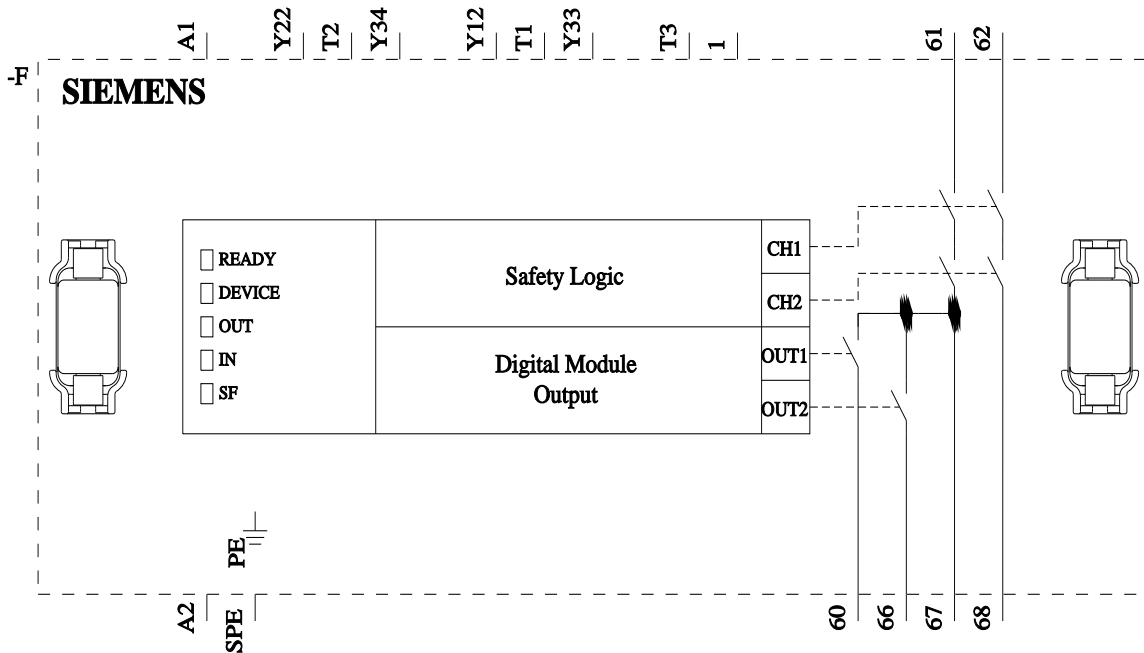 A1
Y22
T2
Y34
Y12
T1
Y33
T3
1
61
62
-F
SIEMENS
READY
DEVICE
OUT
IN
SF
Safety Logic
Digital Module
Output
CH1
CH2
OUT1
OUT2
PE
A2
SPE
60
66
67
68